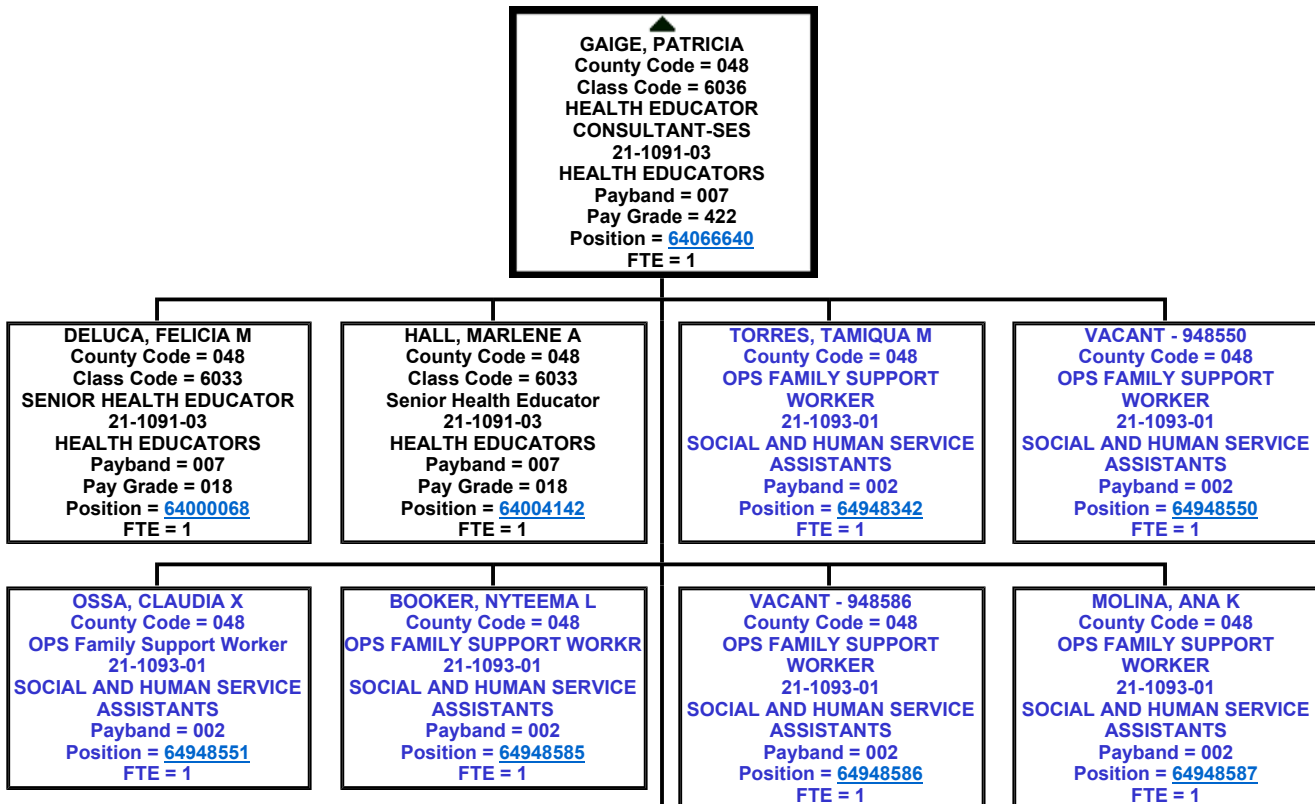 GAIGE, PATRICIA
County Code = 048
Class Code = 6036
HEALTH EDUCATOR
CONSULTANT-SES
21-1091-03
HEALTH EDUCATORS
Payband = 007
Pay Grade = 422
Position = 64066640
FTE = 1
DELUCA, FELICIA M
County Code = 048
Class Code = 6033
SENIOR HEALTH EDUCATOR
21-1091-03
HEALTH EDUCATORS
Payband = 007
Pay Grade = 018
Position = 64000068
FTE = 1
HALL, MARLENE A
County Code = 048
Class Code = 6033
Senior Health Educator
21-1091-03
HEALTH EDUCATORS
Payband = 007
Pay Grade = 018
Position = 64004142
FTE = 1
TORRES, TAMIQUA M
County Code = 048
OPS FAMILY SUPPORT
WORKER
21-1093-01
SOCIAL AND HUMAN SERVICE
ASSISTANTS
Payband = 002
Position = 64948342
FTE = 1
VACANT - 948550
County Code = 048
OPS FAMILY SUPPORT
WORKER
21-1093-01
SOCIAL AND HUMAN SERVICE
ASSISTANTS
Payband = 002
Position = 64948550
FTE = 1
OSSA, CLAUDIA X
County Code = 048
OPS Family Support Worker
21-1093-01
SOCIAL AND HUMAN SERVICE
ASSISTANTS
Payband = 002
Position = 64948551
FTE = 1
BOOKER, NYTEEMA L
County Code = 048
OPS FAMILY SUPPORT WORKR
21-1093-01
SOCIAL AND HUMAN SERVICE
ASSISTANTS
Payband = 002
Position = 64948585
FTE = 1
VACANT - 948586
County Code = 048
OPS FAMILY SUPPORT
WORKER
21-1093-01
SOCIAL AND HUMAN SERVICE
ASSISTANTS
Payband = 002
Position = 64948586
FTE = 1
MOLINA, ANA K
County Code = 048
OPS FAMILY SUPPORT
WORKER
21-1093-01
SOCIAL AND HUMAN SERVICE
ASSISTANTS
Payband = 002
Position = 64948587
FTE = 1